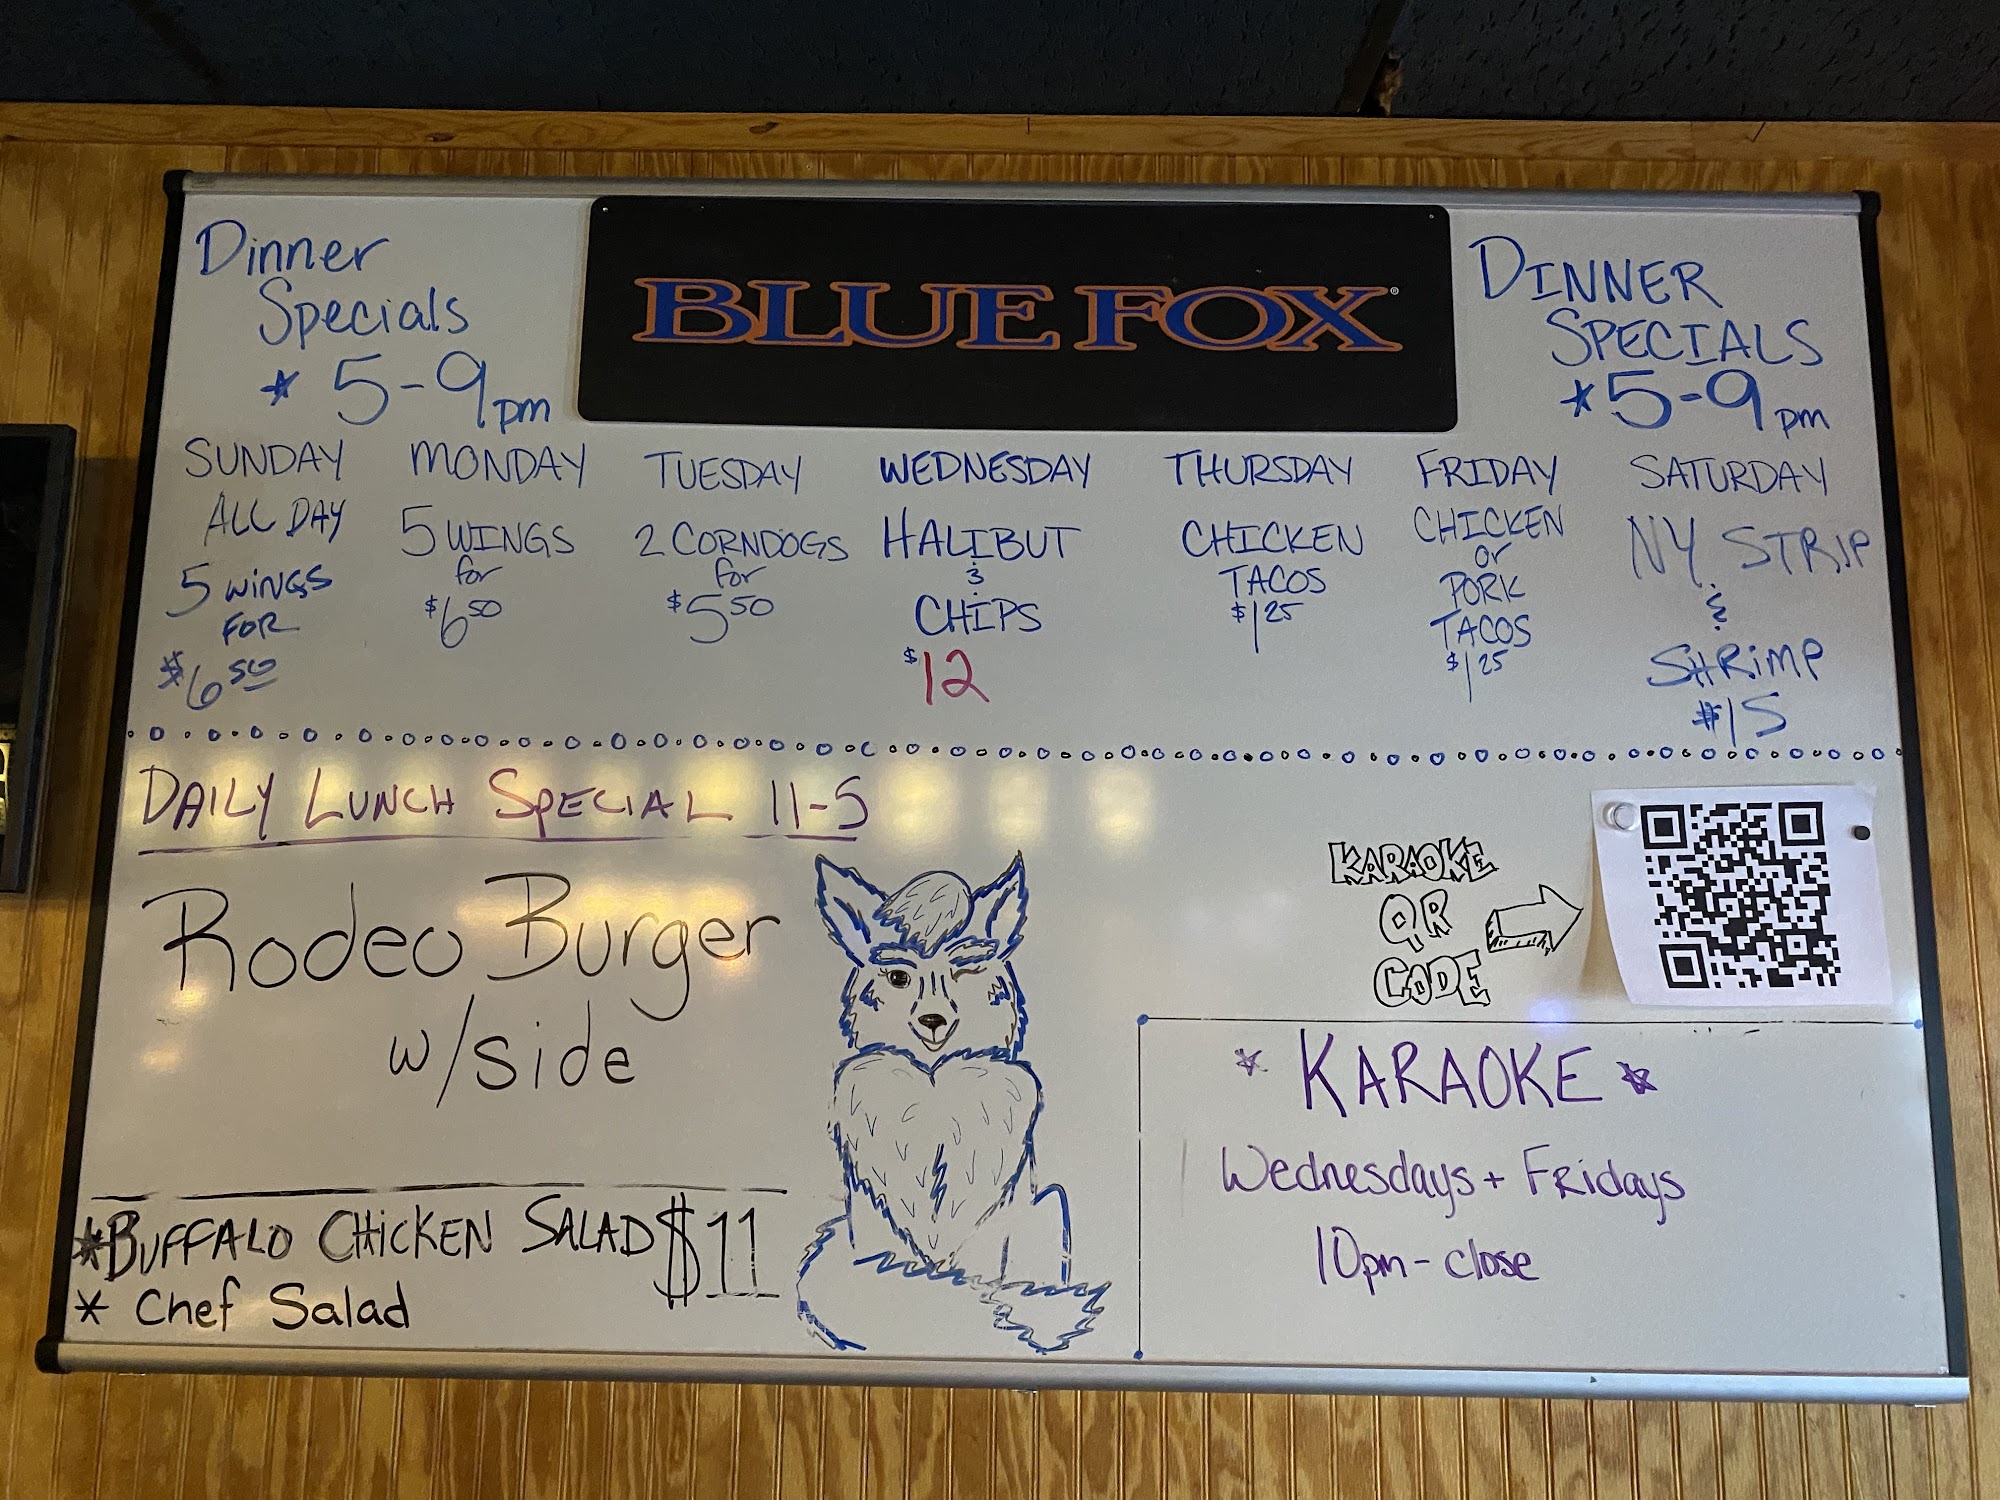 Dinner
Specials
* 5-9pm
BLUE FOX®
DINNER
SPECIALS
* 5-9pm
SUNDAY
ALL DAY
5 WiNGS
FOR
$6 50
MONDAY
5 WINGS
for
$6 50
TUESDAY
2 CORNDOGS
for
$5 50
WEDNESDAY
HALIBUT
&
CHIPS
$12
THURSDAY
CHICKEN
TACOS
$1 25
FRIDAY
CHICKEN
or
PORK
TACOS
$1 25
SATURDAY
NY STRIP
&
SHRiMP
$15
DAILY LUNCH SPECIAL 11-5
Rodeo Burger
w/side
*BUFFALO CHICKEN SALAD $11
* Chef Salad
KARAOKE
QR
CODE
* KARAOKE *
Wednesdays + Fridays
10pm - close